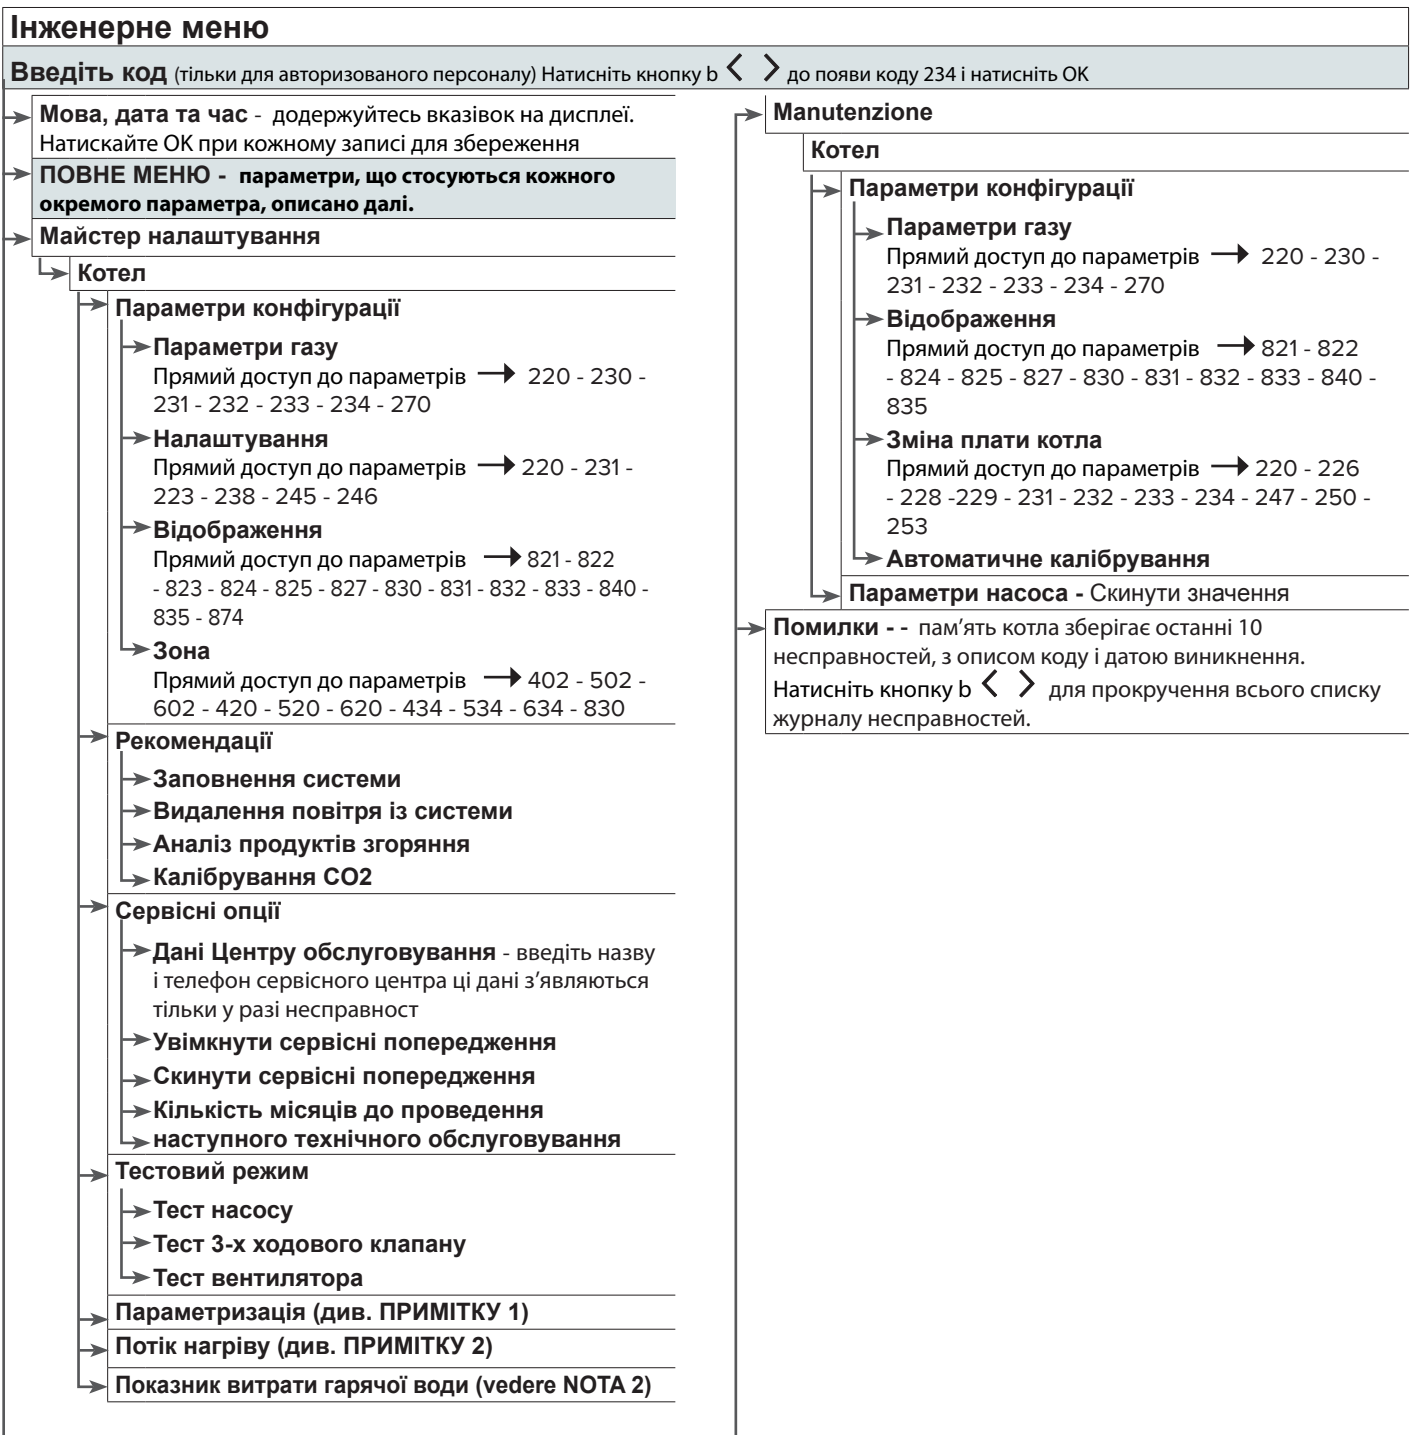 Інженерне меню
Введіть код (тільки для авторизованого персоналу) Натисніть кнопку b < > до появи коду 234 і натисніть OK
Мова, дата та час - додержуйтесь вказівок на дисплеї.
Натискайте OK при кожному записі для збереження
ПОВНЕ МЕНЮ - параметри, що стосуються кожного
окремого параметра, описано далі.
Майстер налаштування
Котел
Параметри конфігурації
Параметри газу
Прямий доступ до параметрів → 220 - 230 -
231 - 232 - 233 - 234 - 270
Налаштування
Прямий доступ до параметрів → 220 - 231 -
223 - 238 - 245 - 246
Відображення
Прямий доступ до параметрів → 821 - 822
- 823 - 824 - 825 - 827 - 830 - 831 - 832 - 833 - 840 -
835 - 874
Зона
Прямий доступ до параметрів → 402 - 502 -
602 - 420 - 520 - 620 - 434 - 534 - 634 - 830
Рекомендації
Заповнення системи
Видалення повітря із системи
Аналіз продуктів згоряння
Калібрування CO2
Сервісні опції
Дані Центру обслуговування - введіть назву
і телефон сервісного центра ці дані з’являються
тільки у разі несправност
Увімкнути сервісні попередження
Скинути сервісні попередження
Кількість місяців до проведення
наступного технічного обслуговування
Тестовий режим
Тест насосу
Тест 3-х ходового клапану
Тест вентилятора
Параметризація (див. ПРИМІТКУ 1)
Потік нагріву (див. ПРИМІТКУ 2)
Показник витрати гарячої води (vedere NOTA 2)
Manutenzione
Котел
Параметри конфігурації
Параметри газу
Прямий доступ до параметрів → 220 - 230 -
231 - 232 - 233 - 234 - 270
Відображення
Прямий доступ до параметрів → 821 - 822
- 824 - 825 - 827 - 830 - 831 - 832 - 833 - 840 -
835
Зміна плати котла
Прямий доступ до параметрів → 220 - 226
- 228 -229 - 231 - 232 - 233 - 234 - 247 - 250 -
253
Автоматичне калібрування
Параметри насоса - Скинути значення
Помилки - - пам’ять котла зберігає останні 10
несправностей, з описом коду і датою виникнення.
Натисніть кнопку b < > для прокручення всього списку
журналу несправностей.